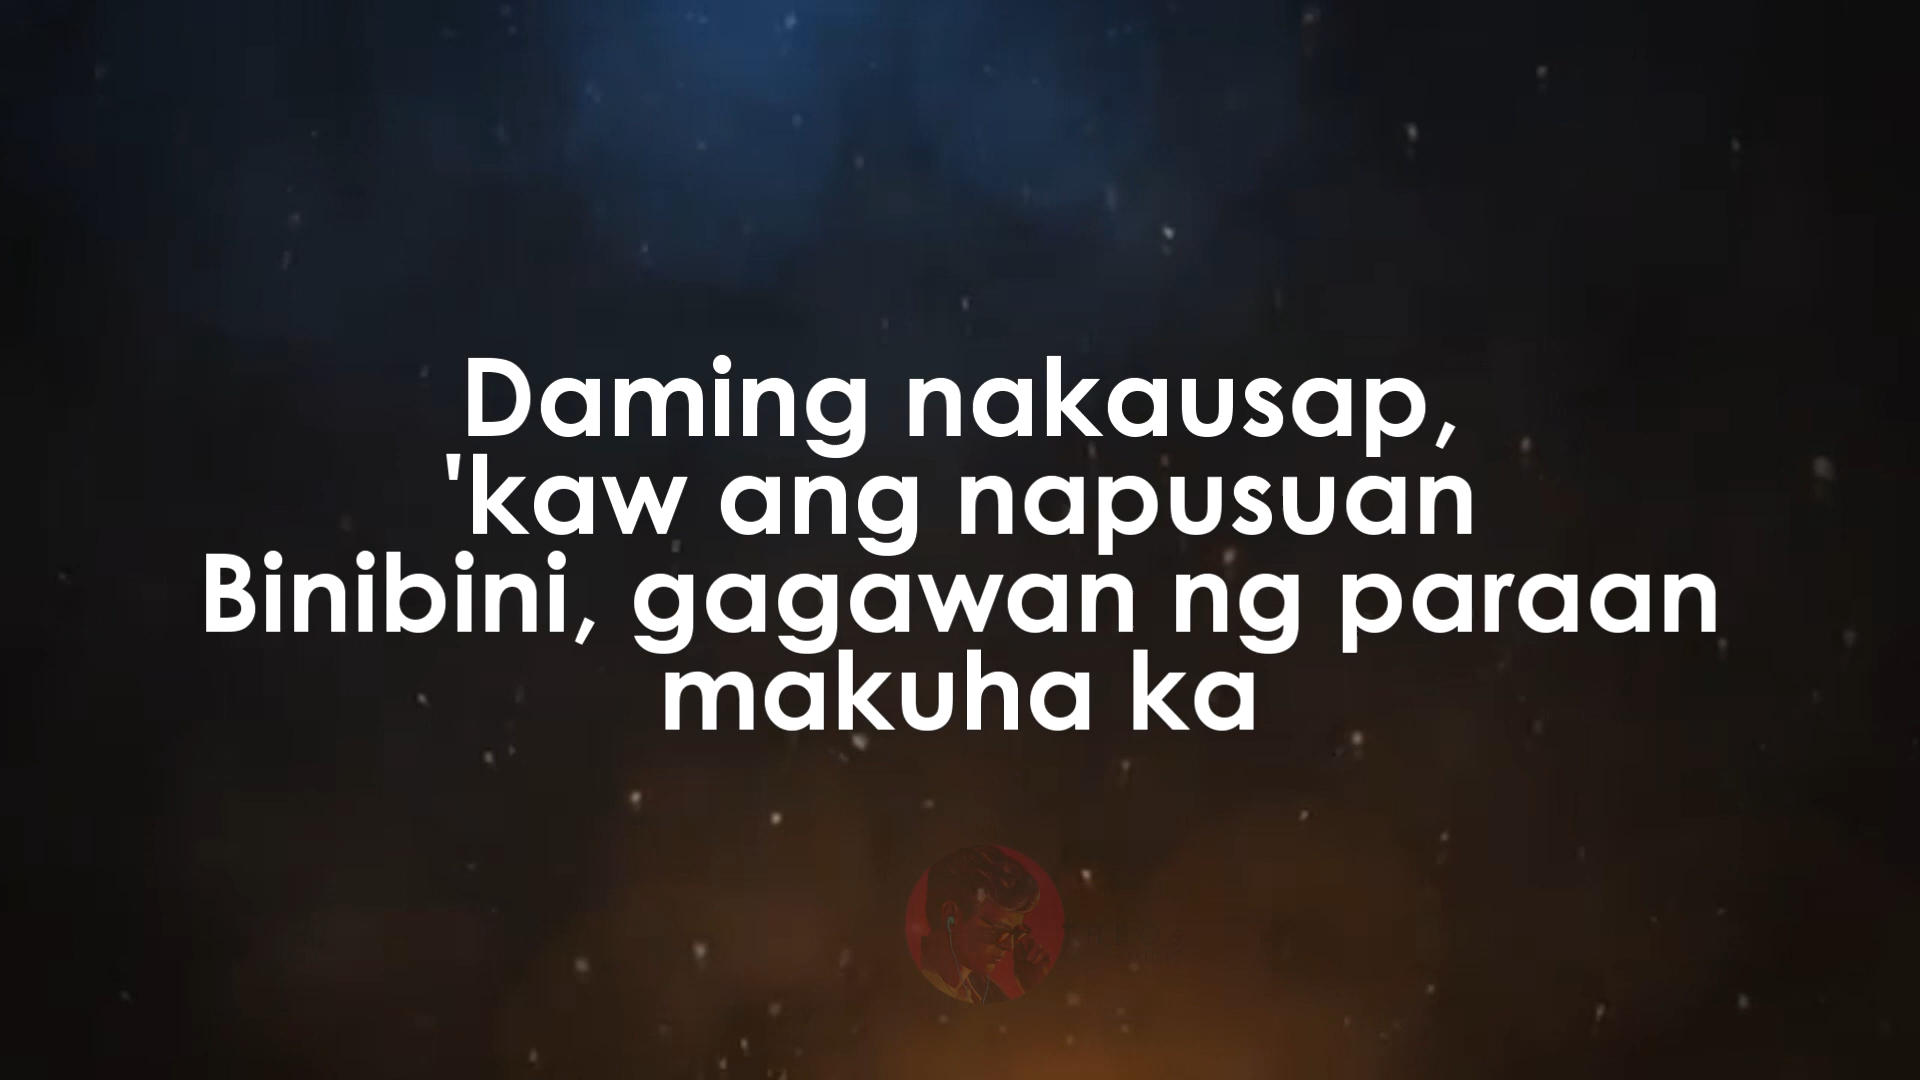 Daming nakausap,
'kaw ang napusuan
Binibini, gagawan ng paraan
makuha ka